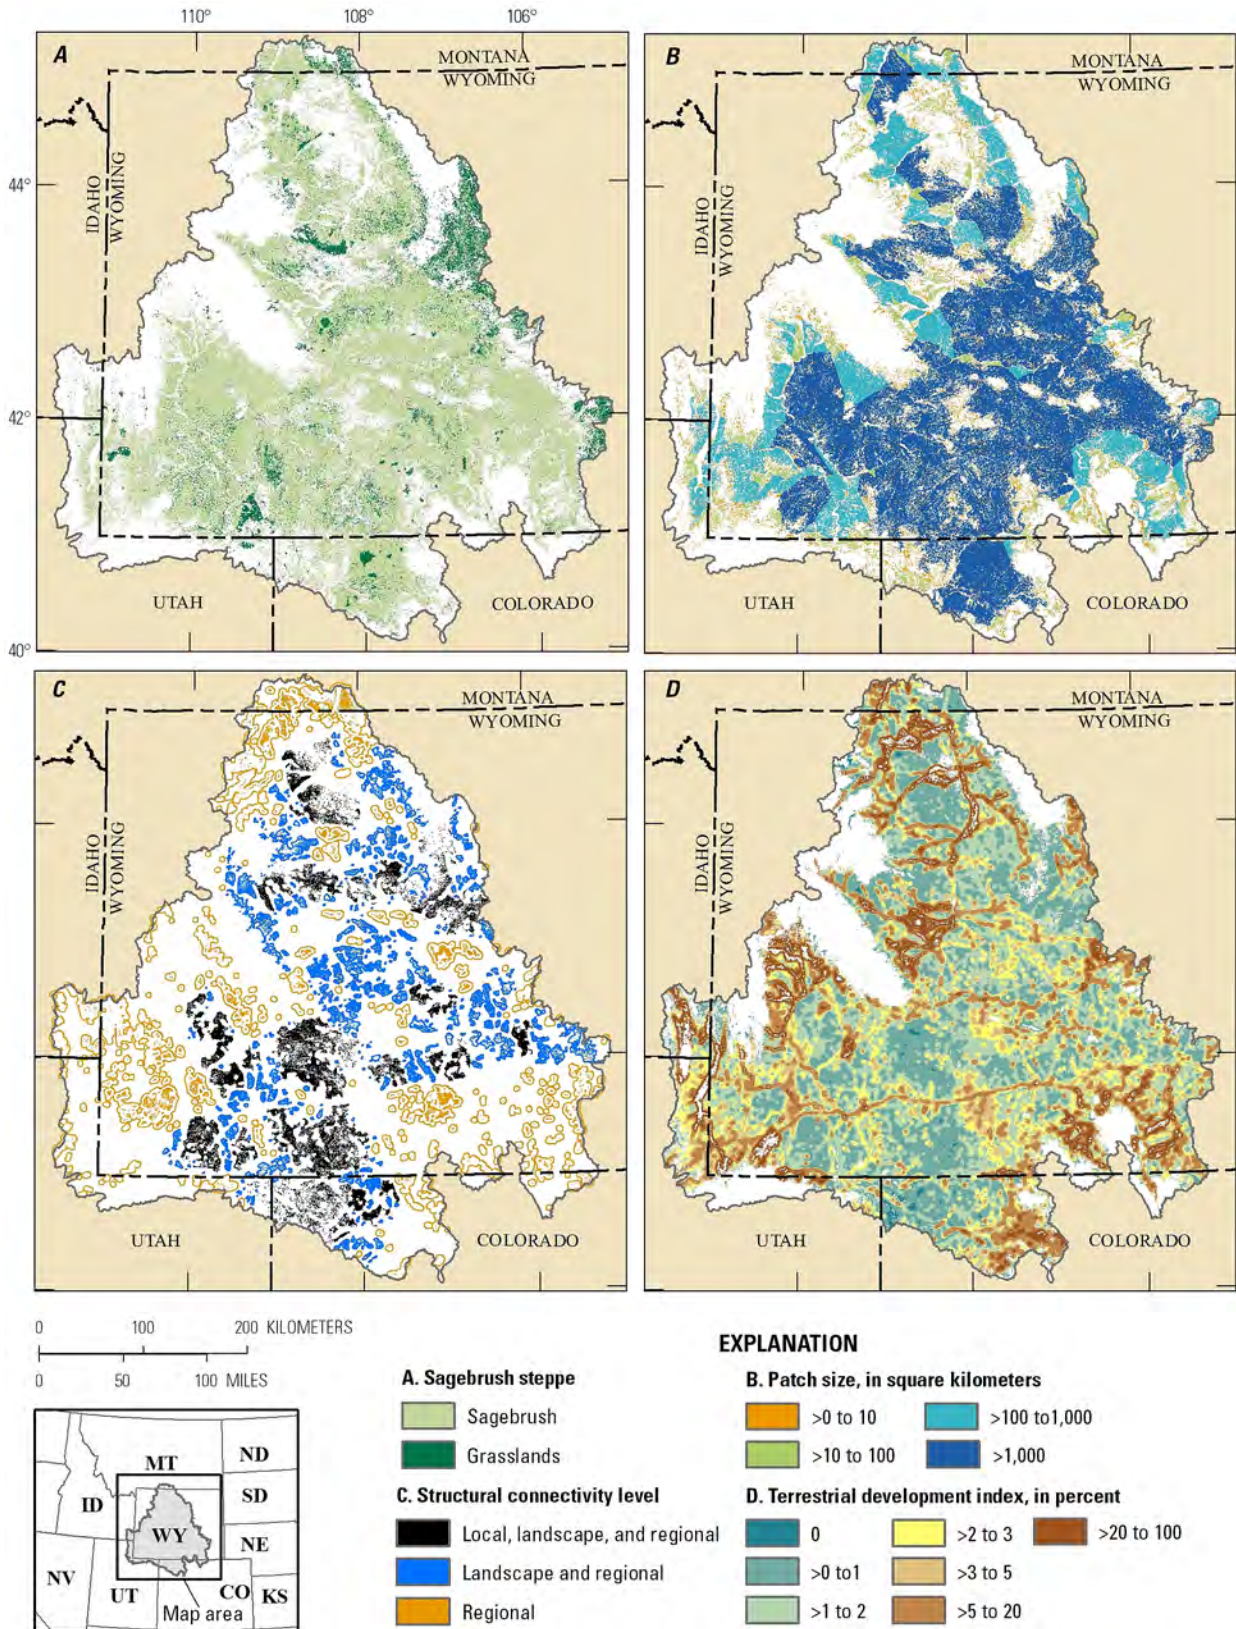 110° 108° 106°
A
MONTANA
WYOMING
IDAHO
WYOMING
44°
42°
40°
UTAH
COLORADO
B
MONTANA
WYOMING
IDAHO
WYOMING
UTAH
COLORADO
C
MONTANA
WYOMING
IDAHO
WYOMING
UTAH
COLORADO
D
MONTANA
WYOMING
IDAHO
WYOMING
UTAH
COLORADO
0 100 200 KILOMETERS
0 50 100 MILES
MT
ND
ID
SD
WY
NE
NV
UT
CO
KS
Map area
EXPLANATION
A. Sagebrush steppe
Sagebrush
Grasslands
B. Patch size, in square kilometers
>0 to 10
>100 to1,000
>10 to 100
>1,000
C. Structural connectivity level
Local, landscape, and regional
Landscape and regional
Regional
D. Terrestrial development index, in percent
0
>2 to 3
>20 to 100
>0 to1
>3 to 5
>1 to 2
>5 to 20